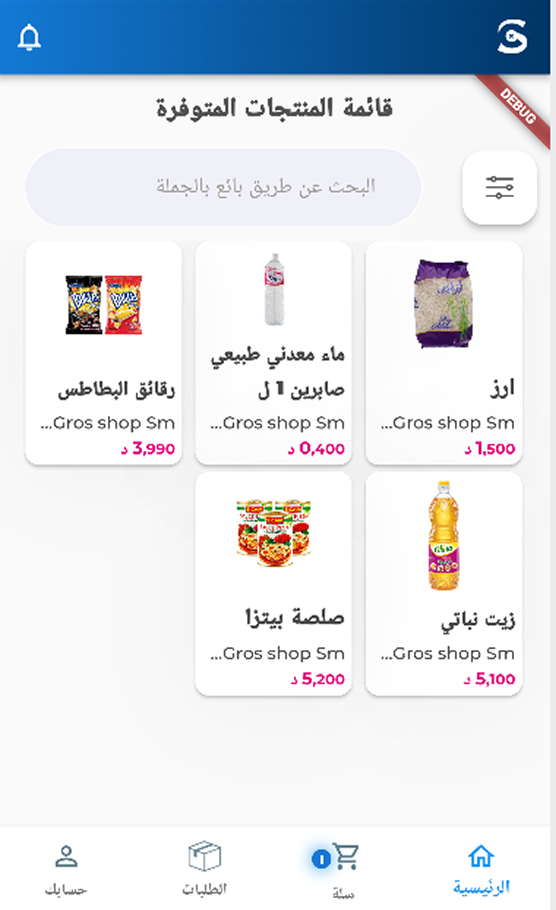 DEBUG
قائمة المنتجات المتوفرة
البحث عن طريق بائع بالجملة
ارز
Gros shop Sm...
1,500 د
ماء معدني طبيعي
صابرين 1 ل
Gros shop Sm...
0,400 د
رقائق البطاطس
Gros shop Sm...
3,990 د
زيت نباتي
Gros shop Sm...
5,100 د
صلصة بيتزا
Gros shop Sm...
5,200 د
الرئيسية
سلة
الطلبات
حسابك